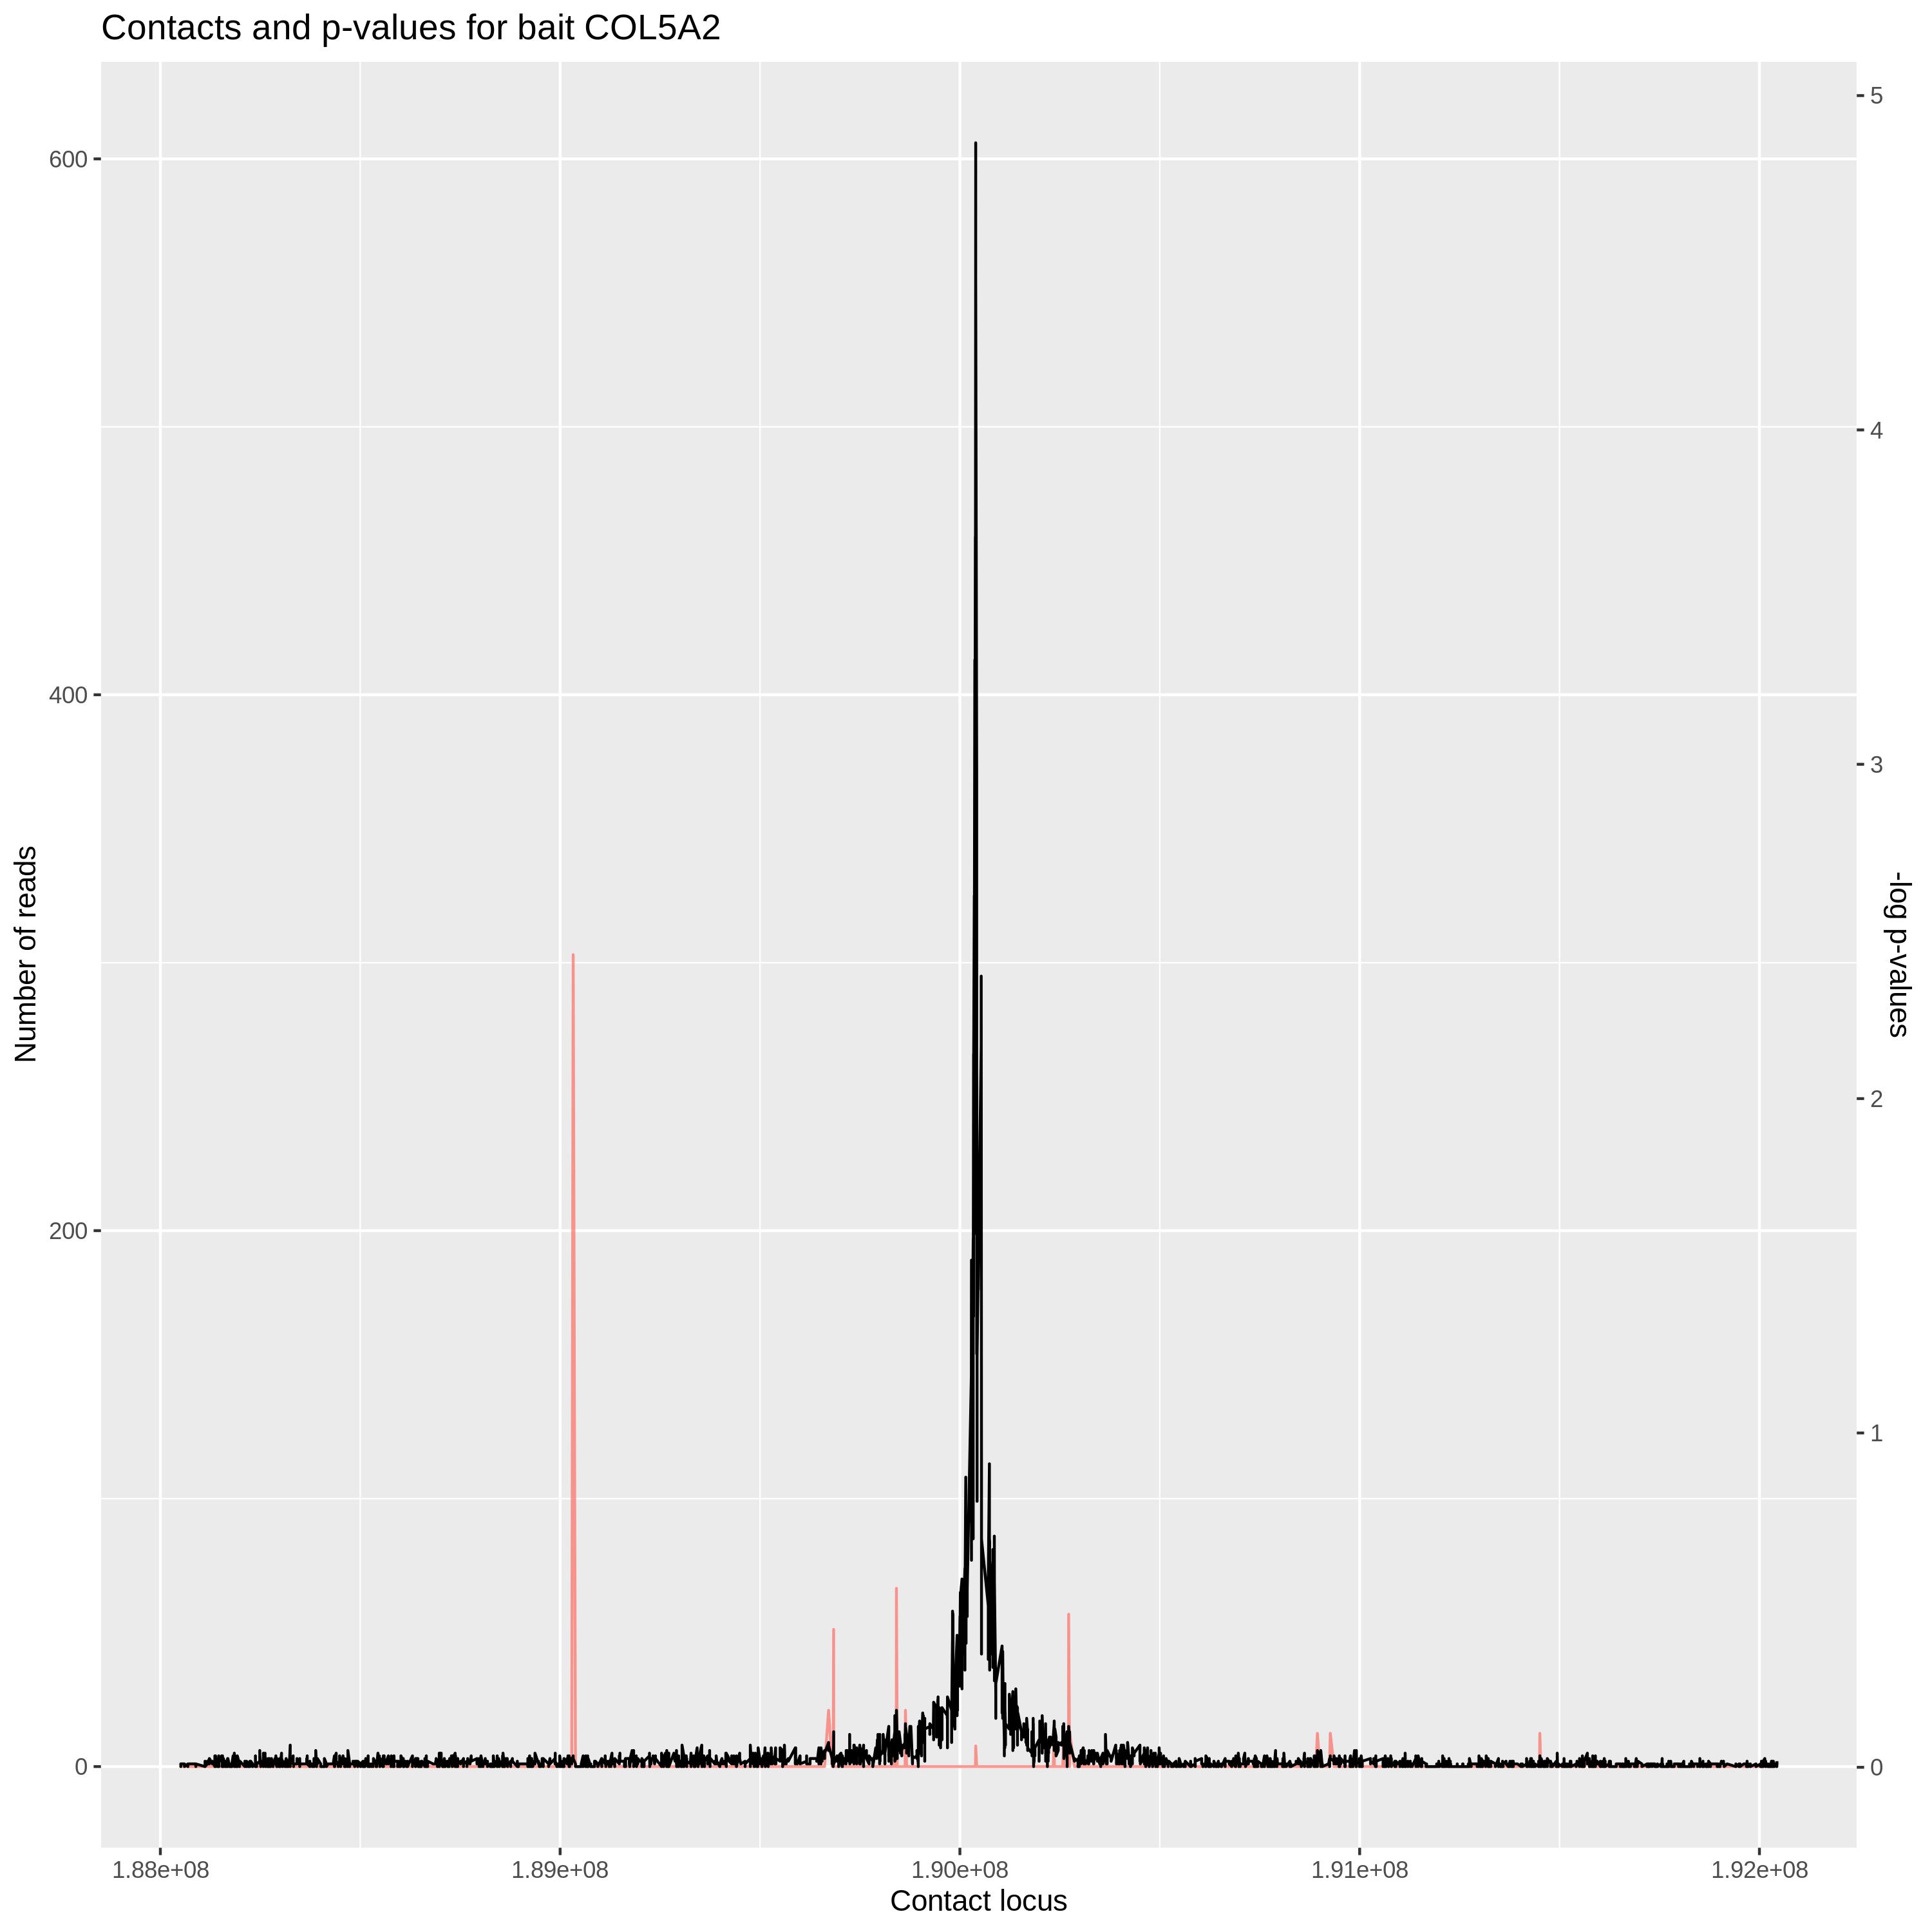 Contacts and p-values for bait COL5A2
Number of reads
600
400
200
0
5
4
3
2
1
0
-log p-values
1.88e+08
1.89e+08
1.90e+08
1.91e+08
1.92e+08
Contact locus